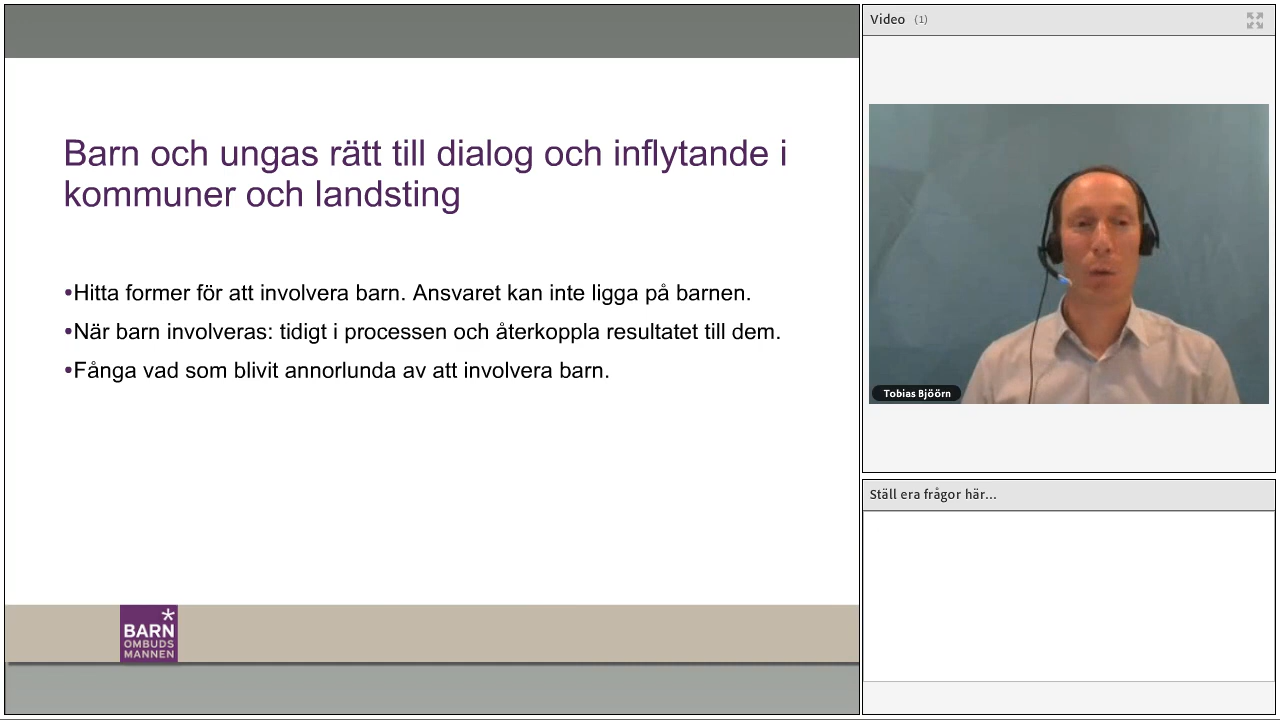 Barn och ungas rätt till dialog och inflytande i
kommuner och landsting
•Hitta former för att involvera barn. Ansvaret kan inte ligga på barnen.
•När barn involveras: tidigt i processen och återkoppla resultatet till dem.
•Fånga vad som blivit annorlunda av att involvera barn.
BARN
OMBUDS
MANNEN
Video (1)
Tobias Bjöörn
Ställ era frågor här...